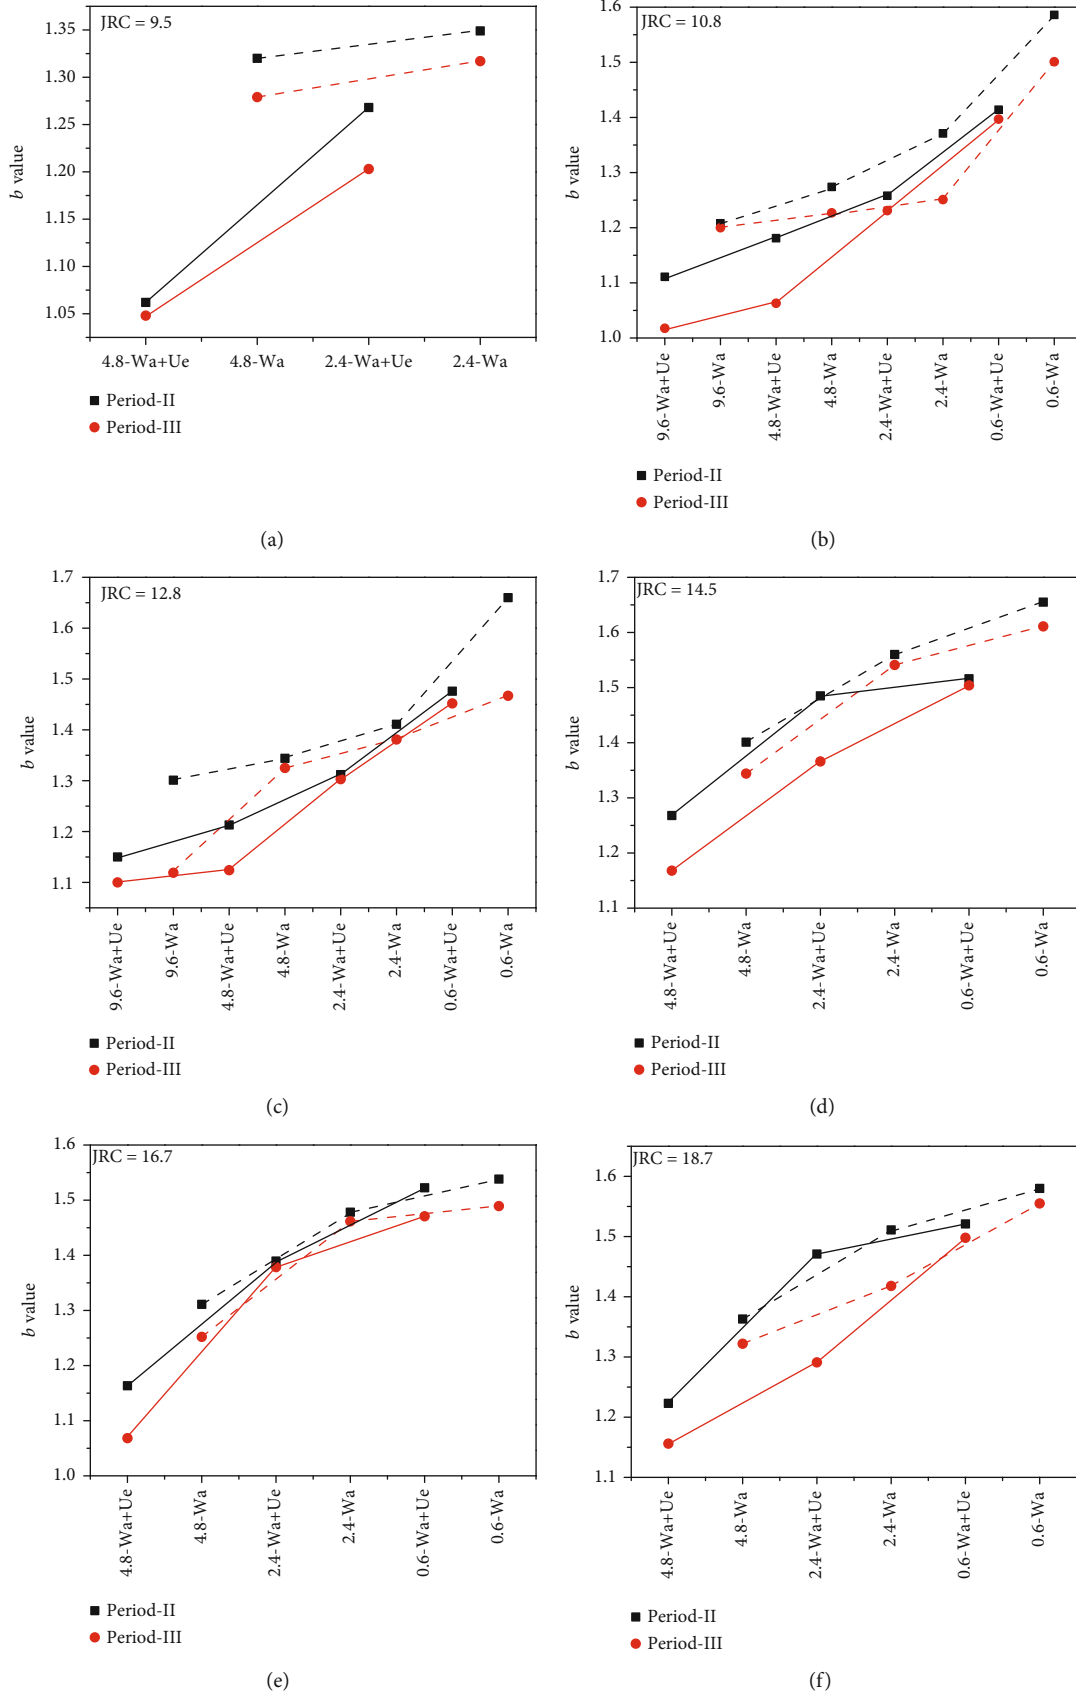 JRC = 9.5
1.35
1.30
1.25
1.20
1.15
1.10
1.05
b value
4.8-Wa+Ue 4.8-Wa 2.4-Wa+Ue 2.4-Wa
Period-II
Period-III
(a)
JRC = 10.8
1.6
1.5
1.4
1.3
1.2
1.1
1.0
b value
9.6-Wa+Ue
9.6-Wa
4.8-Wa+Ue
4.8-Wa
2.4-Wa+Ue
2.4-Wa
0.6-Wa+Ue
0.6-Wa
Period-II
Period-III
(b)
JRC = 12.8
1.7
1.6
1.5
1.4
1.3
1.2
1.1
b value
9.6-Wa+Ue
9.6-Wa
4.8-Wa+Ue
4.8-Wa
2.4-Wa+Ue
2.4-Wa
0.6-Wa+Ue
0.6-Wa
Period-II
Period-III
(c)
JRC = 14.5
1.7
1.6
1.5
1.4
1.3
1.2
1.1
b value
4.8-Wa+Ue
4.8-Wa
2.4-Wa+Ue
2.4-Wa
0.6-Wa+Ue
0.6-Wa
Period-II
Period-III
(d)
JRC = 16.7
1.6
1.5
1.4
1.3
1.2
1.1
1.0
b value
4.8-Wa+Ue
4.8-Wa
2.4-Wa+Ue
2.4-Wa
0.6-Wa+Ue
0.6-Wa
Period-II
Period-III
(e)
JRC = 18.7
1.6
1.5
1.4
1.3
1.2
1.1
b value
4.8-Wa+Ue
4.8-Wa
2.4-Wa+Ue
2.4-Wa
0.6-Wa+Ue
0.6-Wa
Period-II
Period-III
(f)